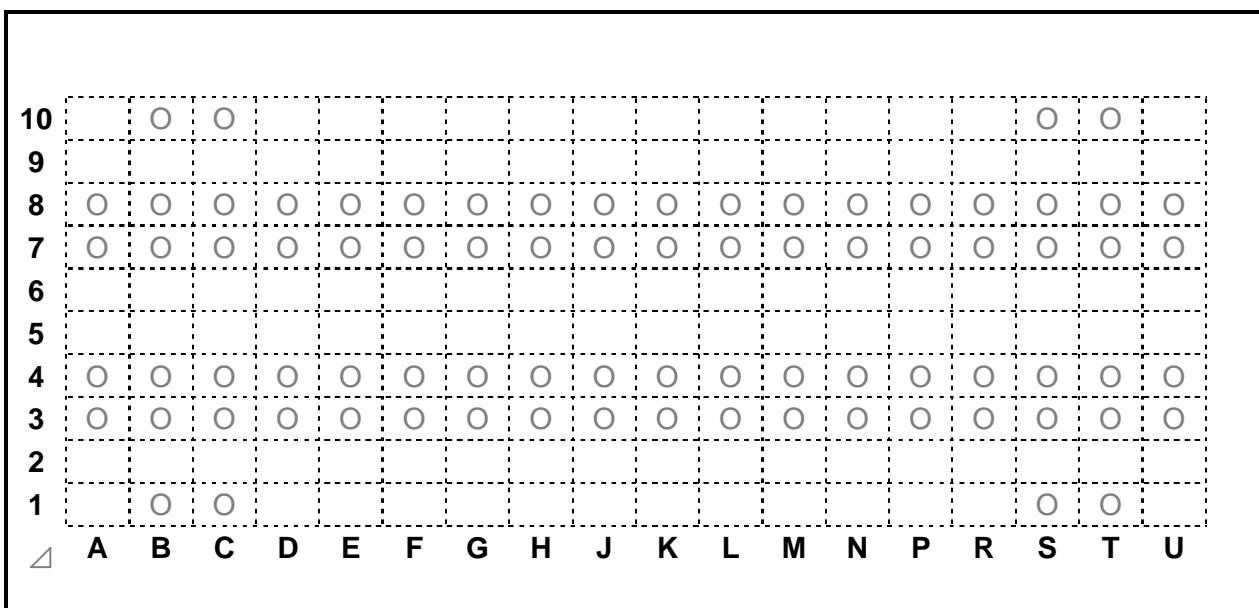 10 O O O O
9
8 O O O O O O O O O O O O O O O O O O
7 O O O O O O O O O O O O O O O O O O
6
5
4 O O O O O O O O O O O O O O O O O O
3 O O O O O O O O O O O O O O O O O O
2
1 O O O O
A B C D E F G H J K L M N P R S T U